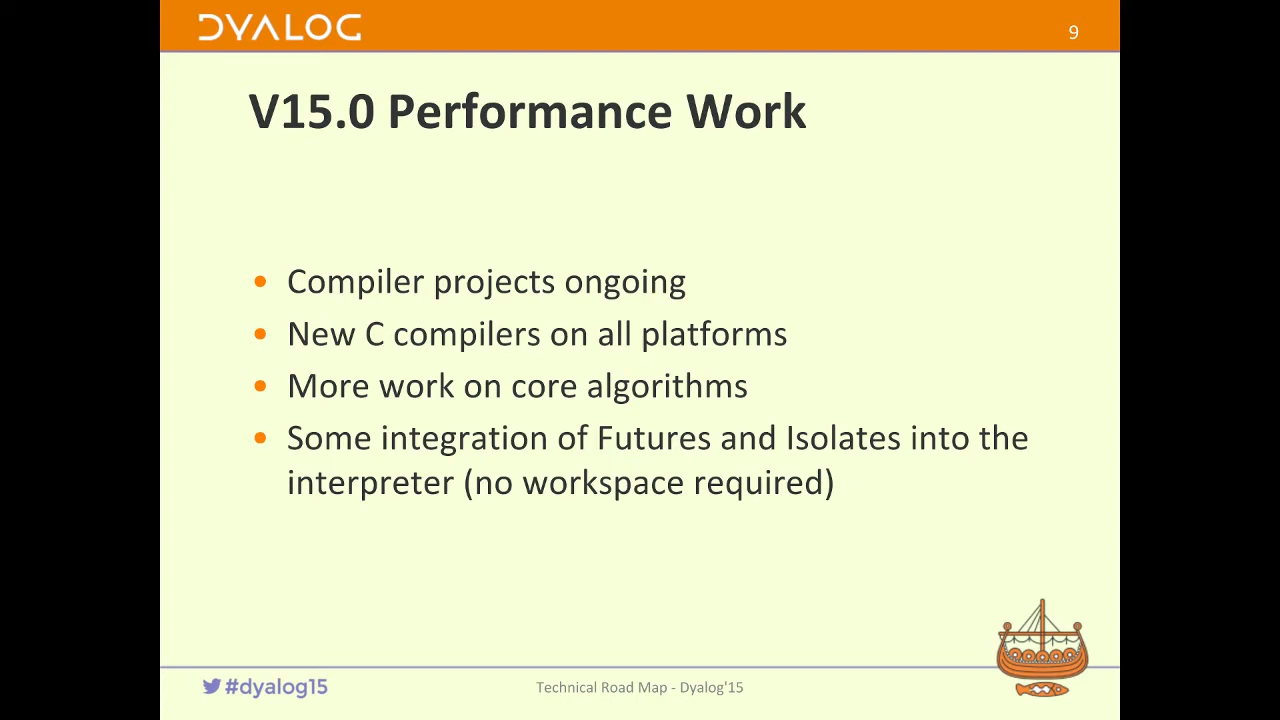 DYALOG
9
V15.0 Performance Work
• Compiler projects ongoing
• New C compilers on all platforms
• More work on core algorithms
• Some integration of Futures and Isolates into the
interpreter (no workspace required)
#dyalog15
Technical Road Map - Dyalog'15